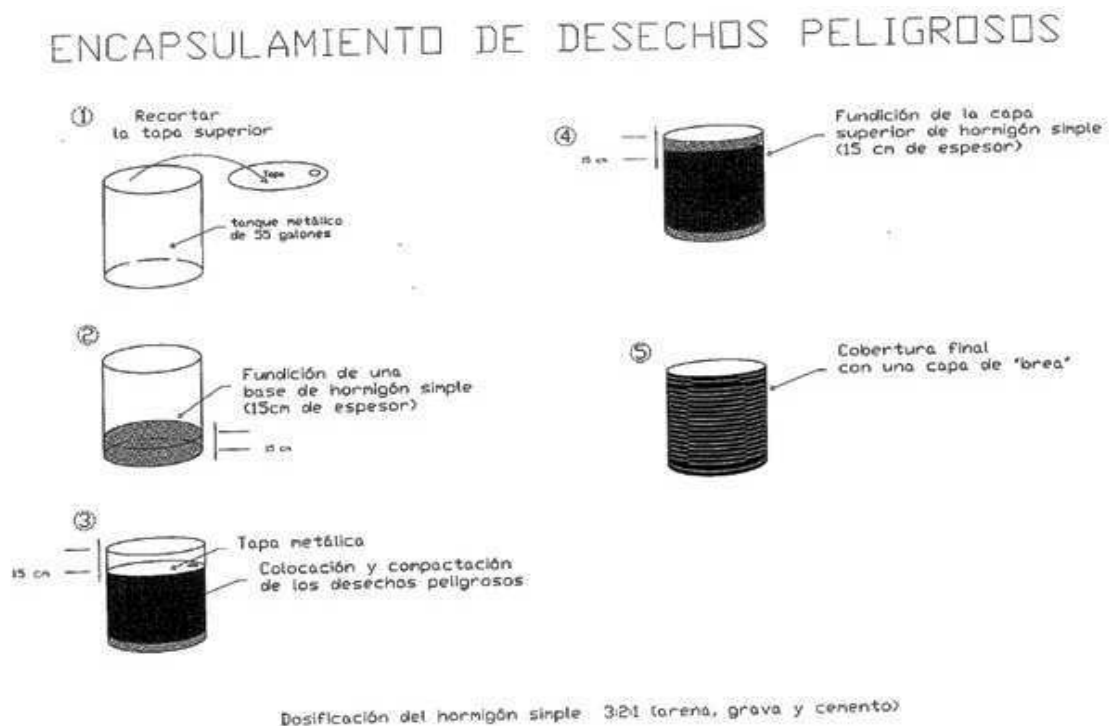 ENCAPSULAMIENTO DE DESECHOS PELIGROSOS
① Recortar
la tapa superior
Tapa
tanque metálico
de 55 galones
②
Fundición de una
base de hormigón simple
(15cm de espesor)
15 cm
③
Tapa metálica
15 cm
Colocación y compactación
de los desechos peligrosos
④
Fundición de la capa
superior de hormigón simple
(15 cm de espesor)
15 cm
⑤
Cobertura final
con una capa de "brea"
Dosificación del hormigón simple 3:2:1 (arena, grava y cemento)